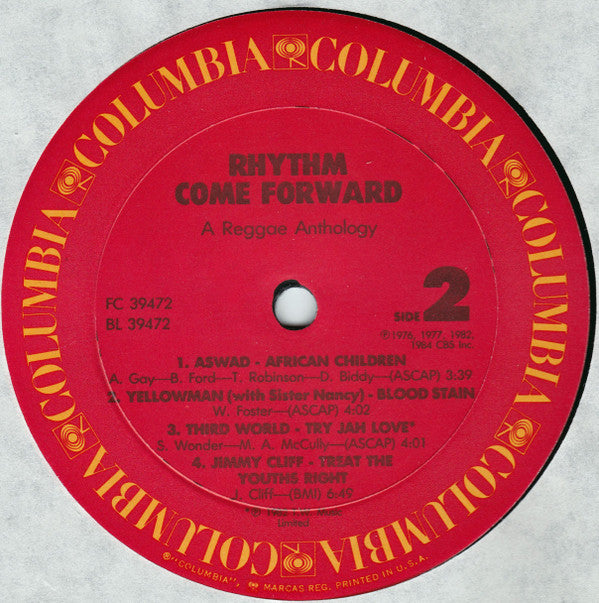 COLUMBIA COLUMBIA COLUMBIA COLUMBIA COLUMBIA COLUMBIA
RHYTHM
COME FORWARD
A Reggae Anthology
FC 39472
BL 39472
SIDE 2
℗1976, 1977, 1982,
1984 CBS Inc.
1. ASWAD - AFRICAN CHILDREN
A. Gay—B. Ford—T. Robinson—D. Biddy—(ASCAP) 3:39
2. YELLOWMAN (with Sister Nancy) - BLOOD STAIN
W. Foster—(ASCAP) 4:02
3. THIRD WORLD - TRY JAH LOVE*
S. Wonder—M. A. McCully—(ASCAP) 4:01
4. JIMMY CLIFF - TREAT THE
YOUTHS RIGHT
J. Cliff—(BMI) 6:49
*℗ 1982 T.W. Music
Limited
®"COLUMBIA", MARCAS REG. PRINTED IN U.S.A.